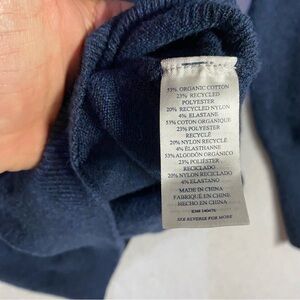 53% ORGANIC COTTON
23% RECYCLED
POLYESTER
20% RECYCLED NYLON
4% ELASTANE
53% COTON ORGANIQUE
23% POLYESTER
RECYCLÉ
20% NYLON RECYCLÉ
4% ÉLASTHANNE
53% ALGODÓN ORGÁNICO
23% POLIÉSTER
RECICLADO
20% NYLON RECICLADO
4% ELASTANO
MADE IN CHINA
FABRIQUÉ EN CHINE
HECHO EN CHINA
SEE REVERSE FOR MORE